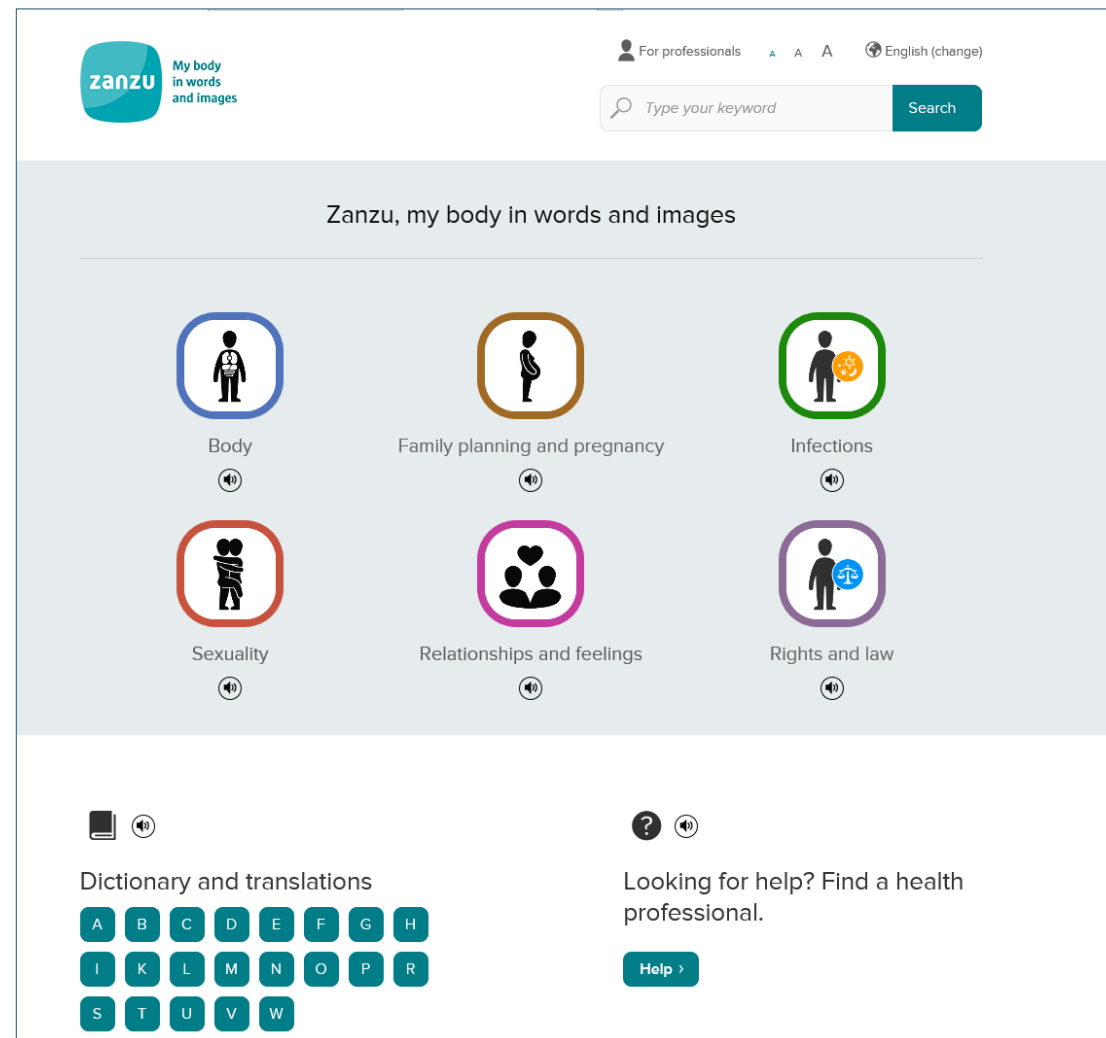 For professionals A A A English (change)
zanzu
My body
in words
and images
Type your keyword Search
Zanzu, my body in words and images
Body Family planning and pregnancy Infections
Sexuality Relationships and feelings Rights and law
Dictionary and translations
A B C D E F G H
I K L M N O P R
S T U V W
?
Looking for help? Find a health
professional.
Help ›